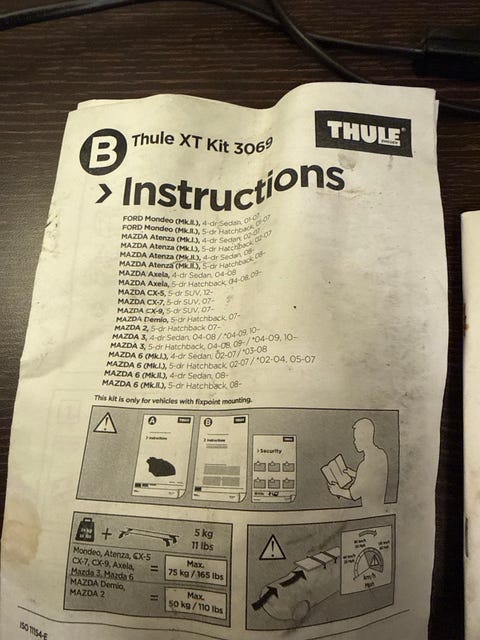 THULE
SWEDEN
B Thule XT Kit 3069
› Instructions
FORD Mondeo (Mk.II.), 4-dr Sedan, 01-07
FORD Mondeo (Mk.II.), 5-dr Hatchback, 01-07
MAZDA Atenza (Mk.I.), 4-dr Sedan, 02-07
MAZDA Atenza (Mk.I.), 5-dr Hatchback, 02-07
MAZDA Atenza (Mk.II.), 4-dr Sedan, 08-
MAZDA Atenza (Mk.II.), 5-dr Hatchback, 08-
MAZDA Axela, 4-dr Sedan, 04-08
MAZDA Axela, 5-dr Hatchback, 04-08, 09-
MAZDA CX-5, 5-dr SUV, 12-
MAZDA CX-7, 5-dr SUV, 07-
MAZDA CX-9, 5-dr SUV, 07-
MAZDA Demio, 5-dr Hatchback, 07-
MAZDA 2, 5-dr Hatchback 07-
MAZDA 3, 4-dr Sedan, 04-08 / *04-09, 10-
MAZDA 3, 5-dr Hatchback, 04-08, 09- / *04-09, 10-
MAZDA 6 (Mk.I.), 4-dr Sedan, 02-07 / *03-08
MAZDA 6 (Mk.I.), 5-dr Hatchback, 02-07 / *02-04, 05-07
MAZDA 6 (Mk.II.), 4-dr Sedan, 08-
MAZDA 6 (Mk.II.), 5-dr Hatchback, 08-
This kit is only for vehicles with fixpoint mounting.
A
› Instructions
B
› Instructions
› Security
+ 5 kg
11 lbs
Mondeo, Atenza, CX-5
CX-7, CX-9, Axela,
Mazda 3, Mazda 6
= Max.
75 kg / 165 lbs
MAZDA Demio,
MAZDA 2
= Max.
50 kg / 110 lbs
km/h
Mph
ISO 11154-E